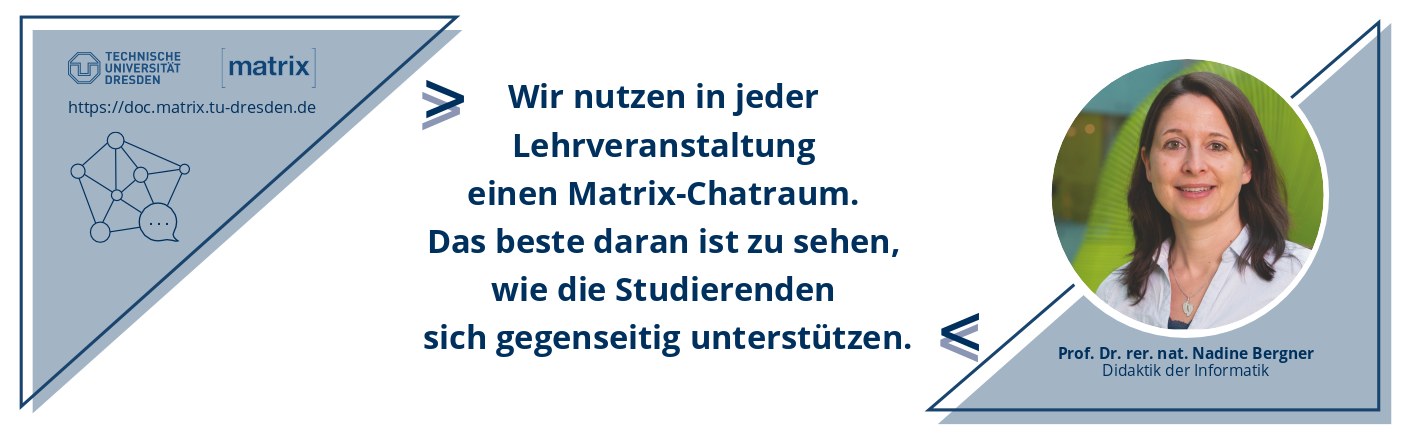 TECHNISCHE
UNIVERSITÄT
DRESDEN
[matrix]
https://doc.matrix.tu-dresden.de
Wir nutzen in jeder
Lehrveranstaltung
einen Matrix-Chatraum.
Das beste daran ist zu sehen,
wie die Studierenden
sich gegenseitig unterstützen.
Prof. Dr. rer. nat. Nadine Bergner
Didaktik der Informatik